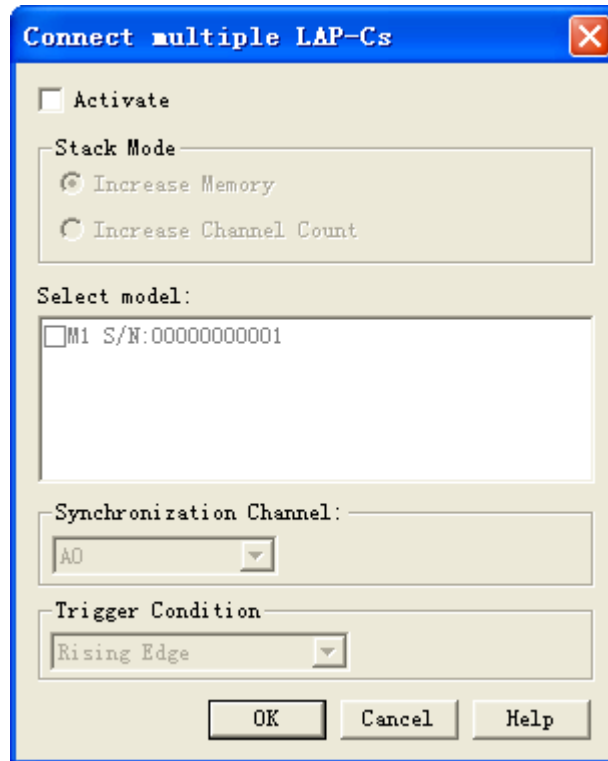 Connect multiple LAP-Cs
Activate
Stack Mode
Increase Memory
Increase Channel Count
Select model:
M1 S/N:00000000001
Synchronization Channel:
A0
Trigger Condition
Rising Edge
OK Cancel Help